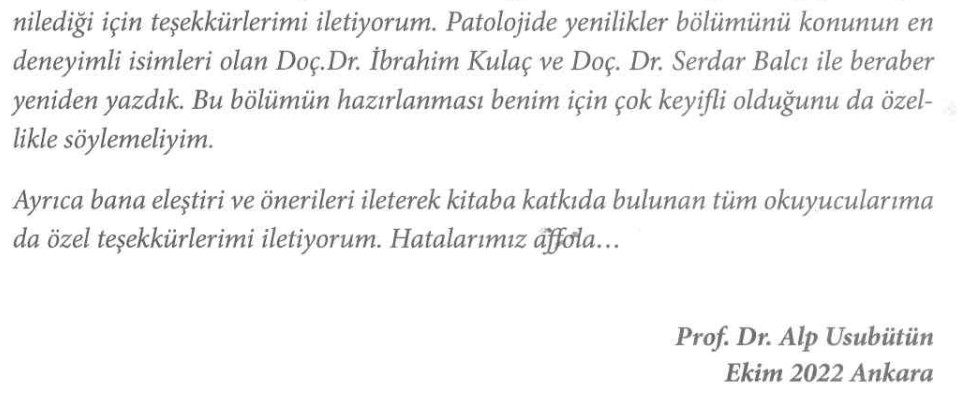 nilediği için teşekkürlerimi iletiyorum. Patolojide yenilikler bölümünü konunun en
deneyimli isimleri olan Doç.Dr. İbrahim Kulaç ve Doç. Dr. Serdar Balcı ile beraber
yeniden yazdık. Bu bölümün hazırlanması benim için çok keyifli olduğunu da özel-
likle söylemeliyim.
Ayrıca bana eleştiri ve önerileri ileterek kitaba katkıda bulunan tüm okuyucularıma
da özel teşekkürlerimi iletiyorum. Hatalarımız affola…
Prof. Dr. Alp Usubütün
Ekim 2022 Ankara